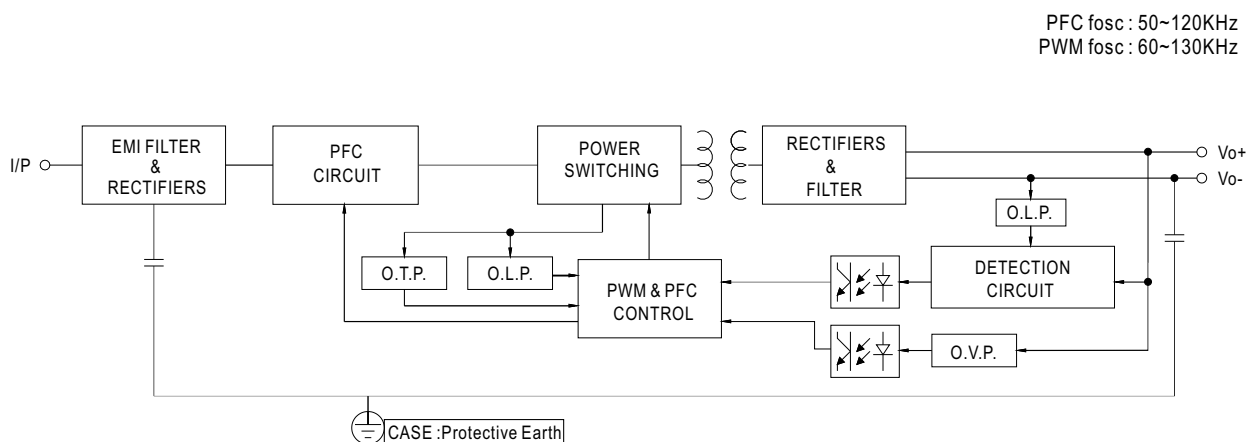 PFC fosc : 50~120KHz
PWM fosc : 60~130KHz
I/P
EMI FILTER
&
RECTIFIERS
PFC
CIRCUIT
POWER
SWITCHING
RECTIFIERS
&
FILTER
Vo+
Vo-
O.L.P.
O.T.P.
O.L.P.
PWM & PFC
CONTROL
DETECTION
CIRCUIT
O.V.P.
CASE :Protective Earth